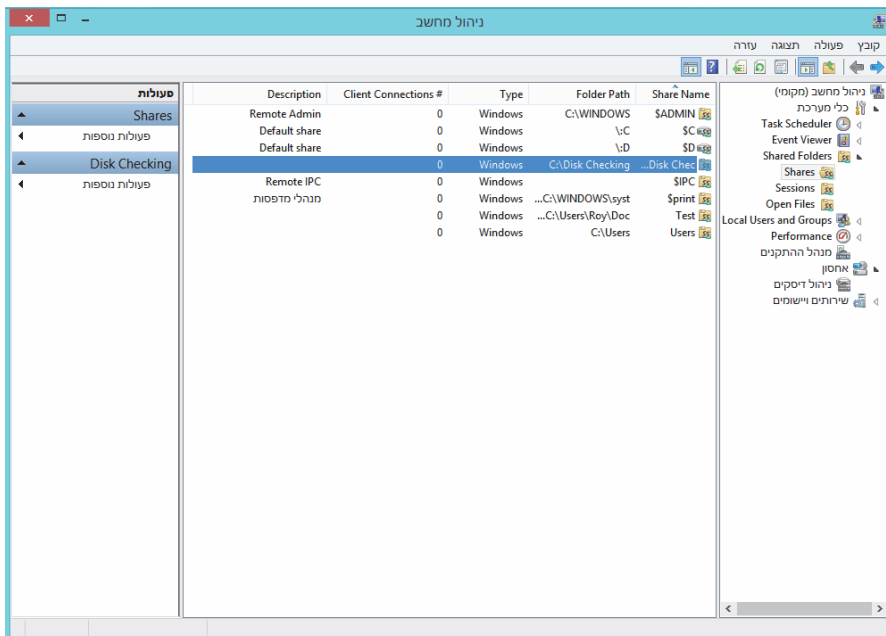 ניהול מחשב
קובץ פעולה תצוגה עזרה
ניהול מחשב (מקומי)
כלי מערכת
Task Scheduler
Event Viewer
Shared Folders
Shares
Sessions
Open Files
Local Users and Groups
Performance
מנהל ההתקנים
אחסון
ניהול דיסקים
שירותים ויישומים
Share Name Folder Path Type # Client Connections Description
ADMIN$ C:\WINDOWS Windows 0 Remote Admin
C$ C:\ Windows 0 Default share
D$ D:\ Windows 0 Default share
Disk Chec... C:\Disk Checking Windows 0
IPC$ Windows 0 Remote IPC
print$ C:\WINDOWS\syst... Windows 0 מנהלי מדפסות
Test C:\Users\Roy\Doc... Windows 0
Users C:\Users Windows 0
פעולות
Shares
פעולות נוספות
Disk Checking
פעולות נוספות